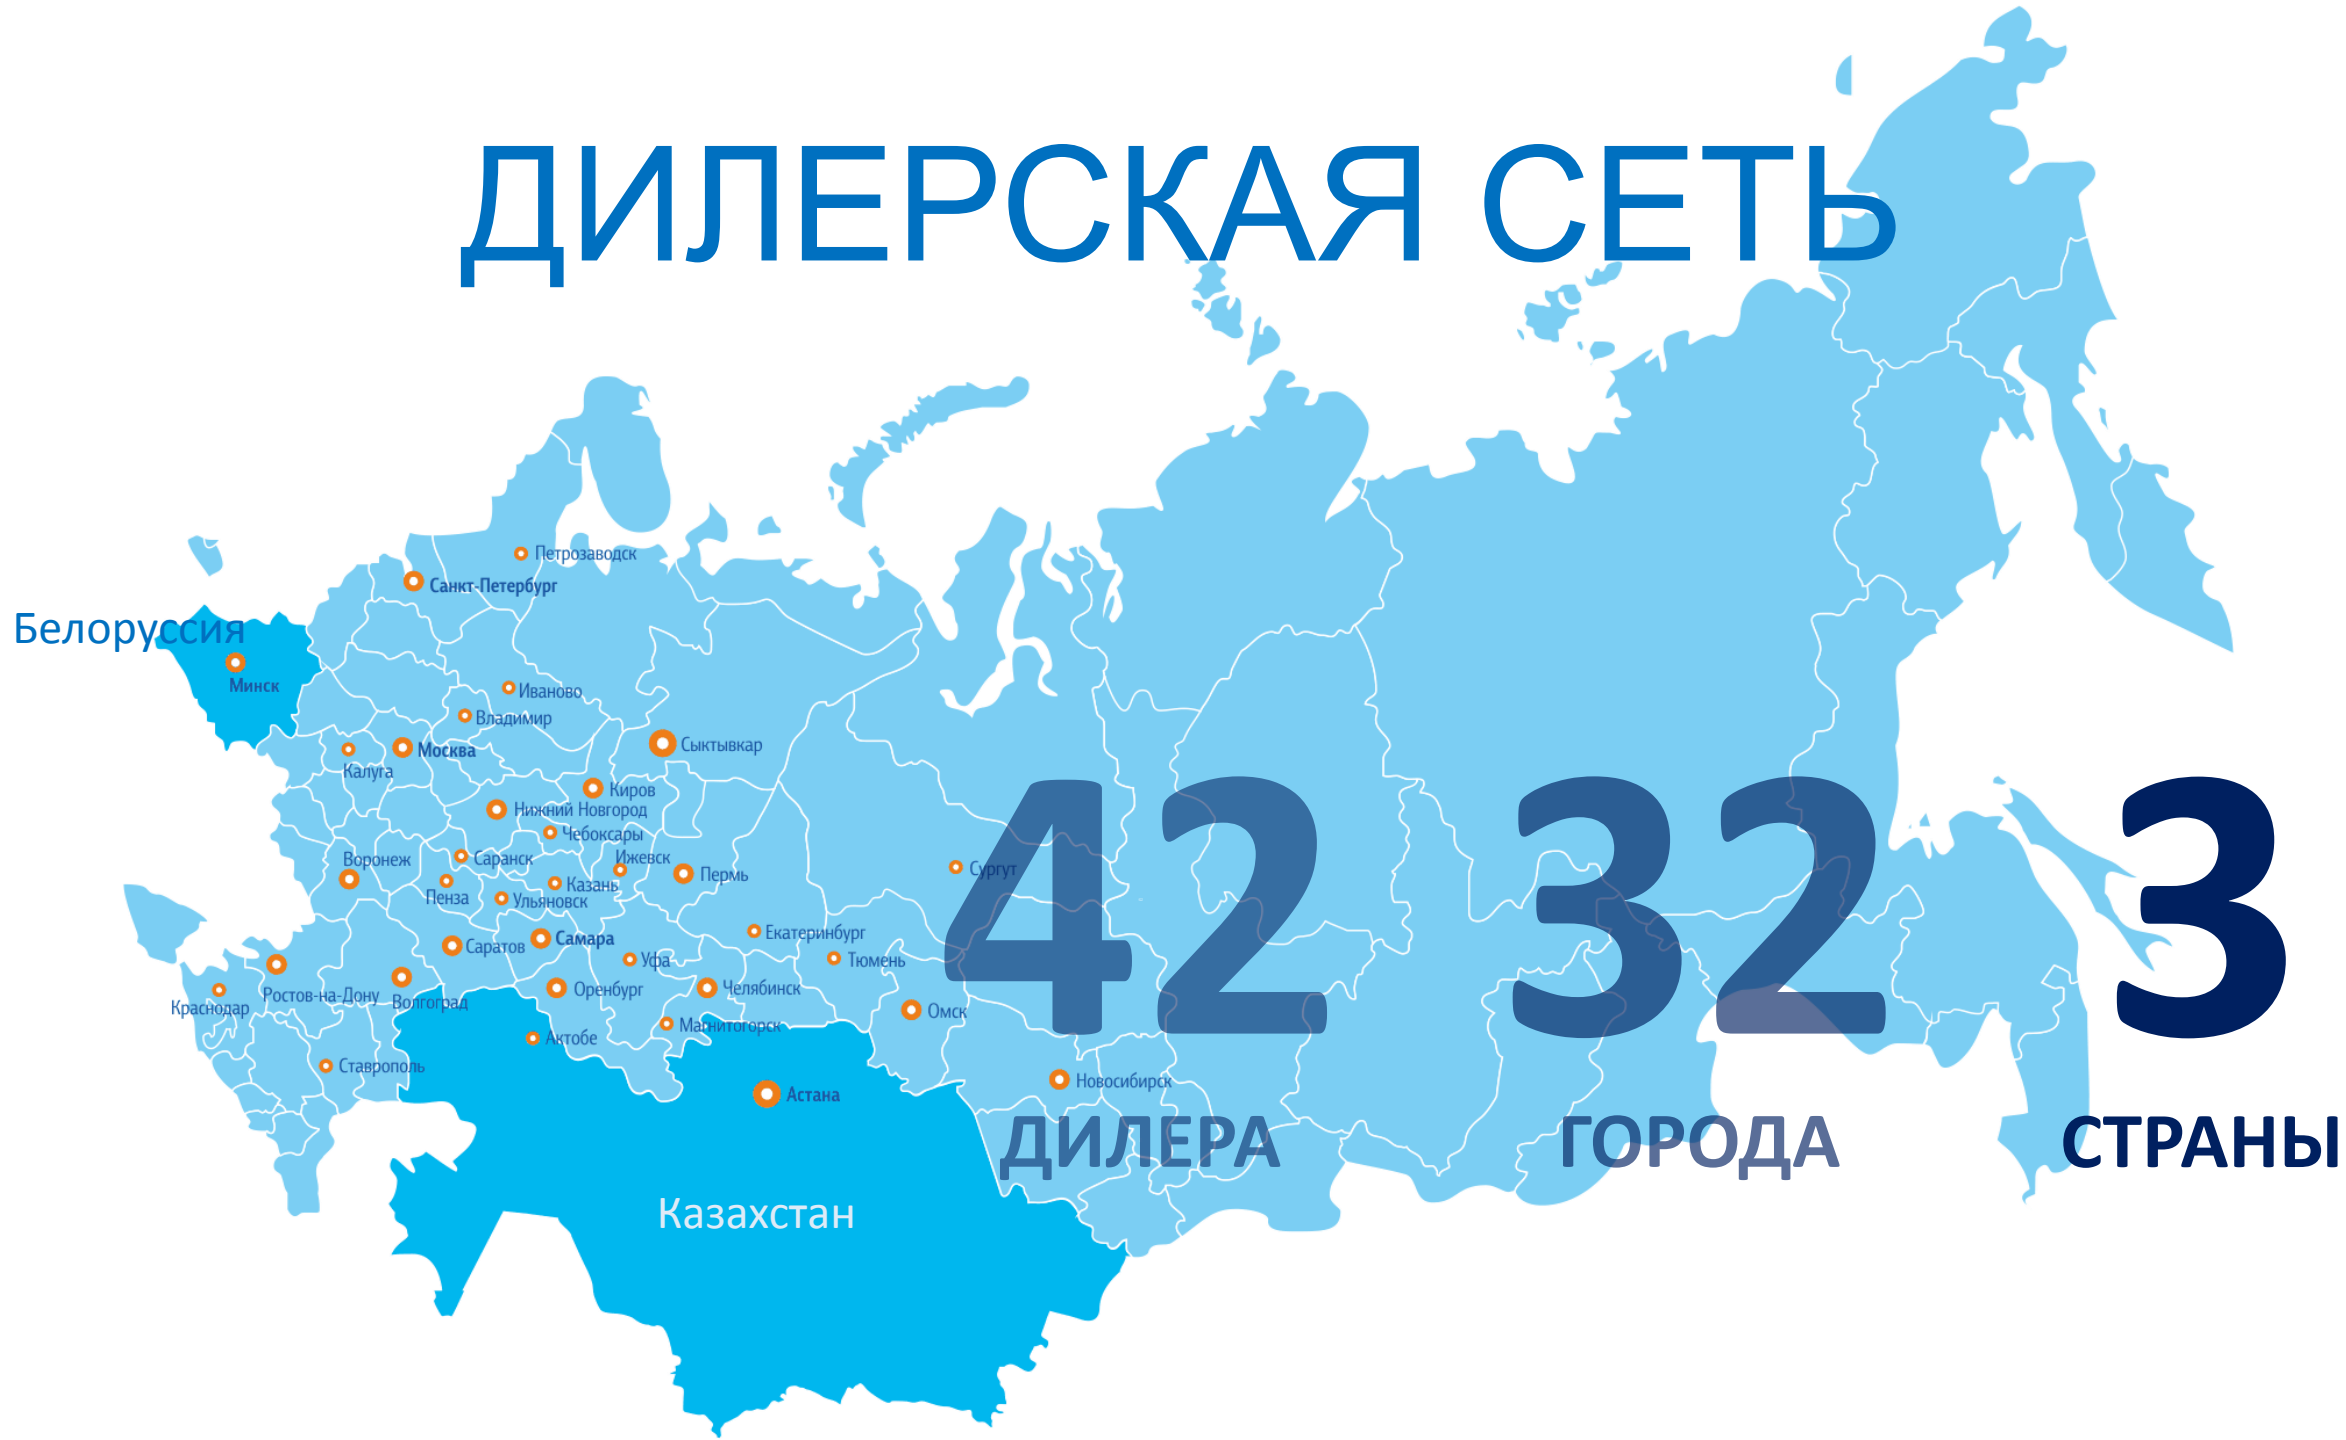 ДИЛЕРСКАЯ СЕТЬ
Петрозаводск
Санкт-Петербург
Белоруссия
Минск
Иваново
Владимир
Москва
Сыктывкар
Калуга
Киров
Нижний Новгород
Чебоксары
Воронеж
Саранск
Ижевск
Пермь
Сургут
Пенза
Казань
Ульяновск
Екатеринбург
Саратов
Самара
Уфа
Тюмень
Краснодар
Ростов-на-Дону
Волгоград
Оренбург
Челябинск
Омск
Магнитогорск
Актобе
Ставрополь
Астана
Новосибирск
Казахстан
42 32 3
ДИЛЕРА ГОРОДА СТРАНЫ